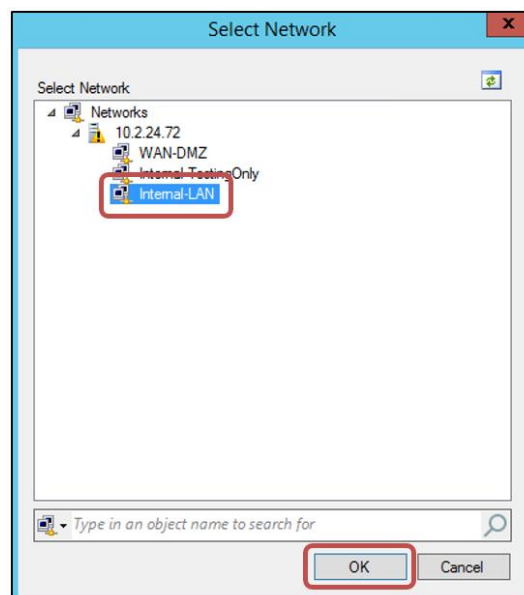 Select Network
x
Select Network
Networks
10.2.24.72
WAN-DMZ
Internal-TestingOnly
Internal-LAN
Type in an object name to search for
OK
Cancel